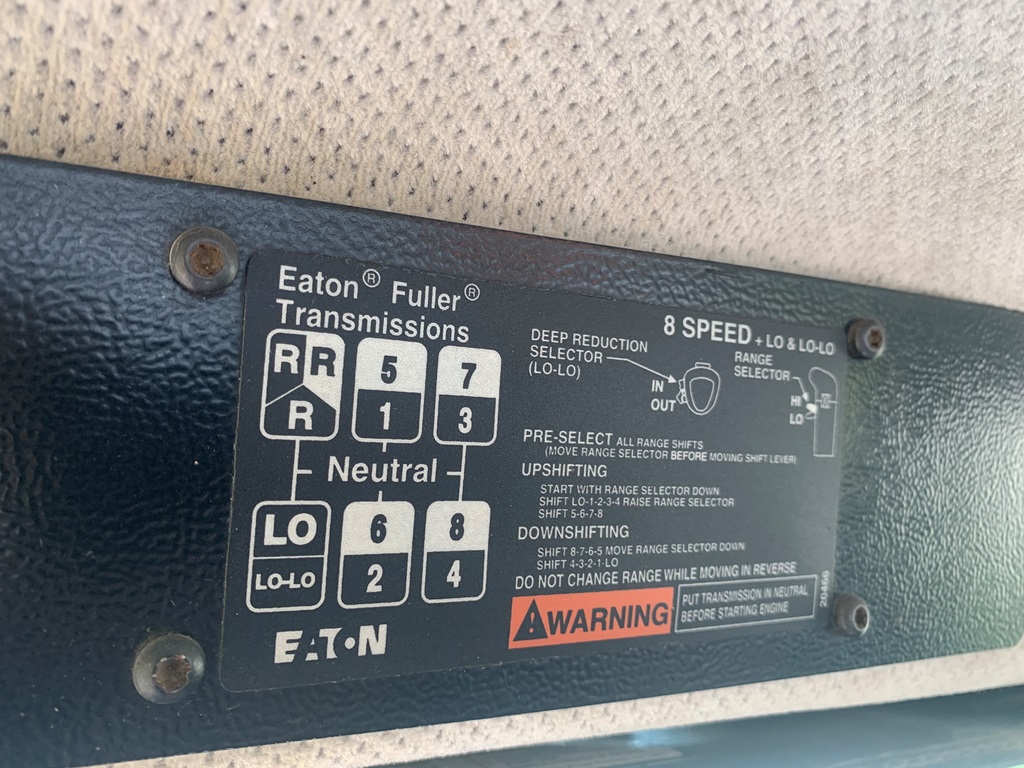 Eaton® Fuller®
Transmissions
R R
R
5
1
7
3
Neutral
LO
LO-LO
6
2
8
4
EATON
8 SPEED + LO & LO-LO
DEEP REDUCTION
SELECTOR
(LO-LO)
IN
OUT
RANGE
SELECTOR
HI
LO
PRE-SELECT ALL RANGE SHIFTS
(MOVE RANGE SELECTOR BEFORE MOVING SHIFT LEVER)
UPSHIFTING
START WITH RANGE SELECTOR DOWN
SHIFT LO-1-2-3-4 RAISE RANGE SELECTOR
SHIFT 5-6-7-8
DOWNSHIFTING
SHIFT 8-7-6-5 MOVE RANGE SELECTOR DOWN
SHIFT 4-3-2-1-LO
DO NOT CHANGE RANGE WHILE MOVING IN REVERSE
WARNING
PUT TRANSMISSION IN NEUTRAL
BEFORE STARTING ENGINE
20466